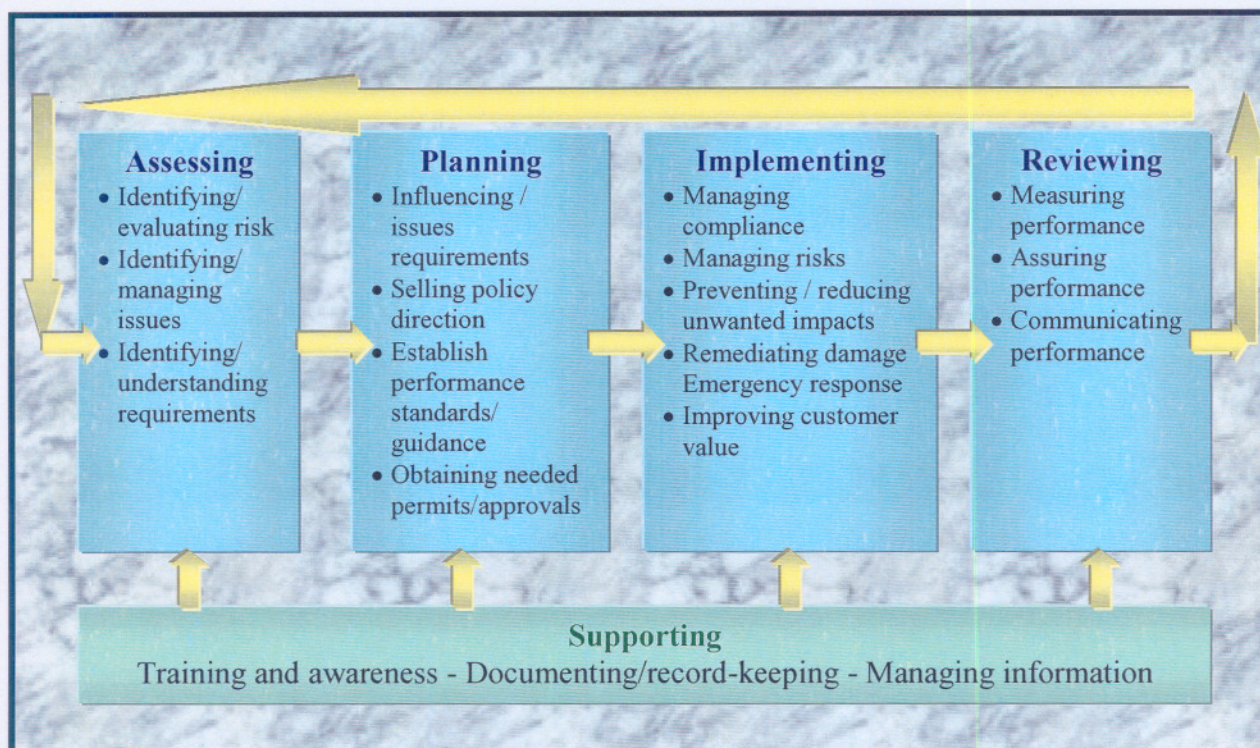 Assessing
• Identifying/
evaluating risk
• Identifying/
managing
issues
• Identifying/
understanding
requirements
Planning
• Influencing /
issues
requirements
• Selling policy
direction
• Establish
performance
standards/
guidance
• Obtaining needed
permits/approvals
Implementing
• Managing
compliance
• Managing risks
• Preventing / reducing
unwanted impacts
• Remediating damage
Emergency response
• Improving customer
value
Reviewing
• Measuring
performance
• Assuring
performance
• Communicating
performance
Supporting
Training and awareness - Documenting/record-keeping - Managing information